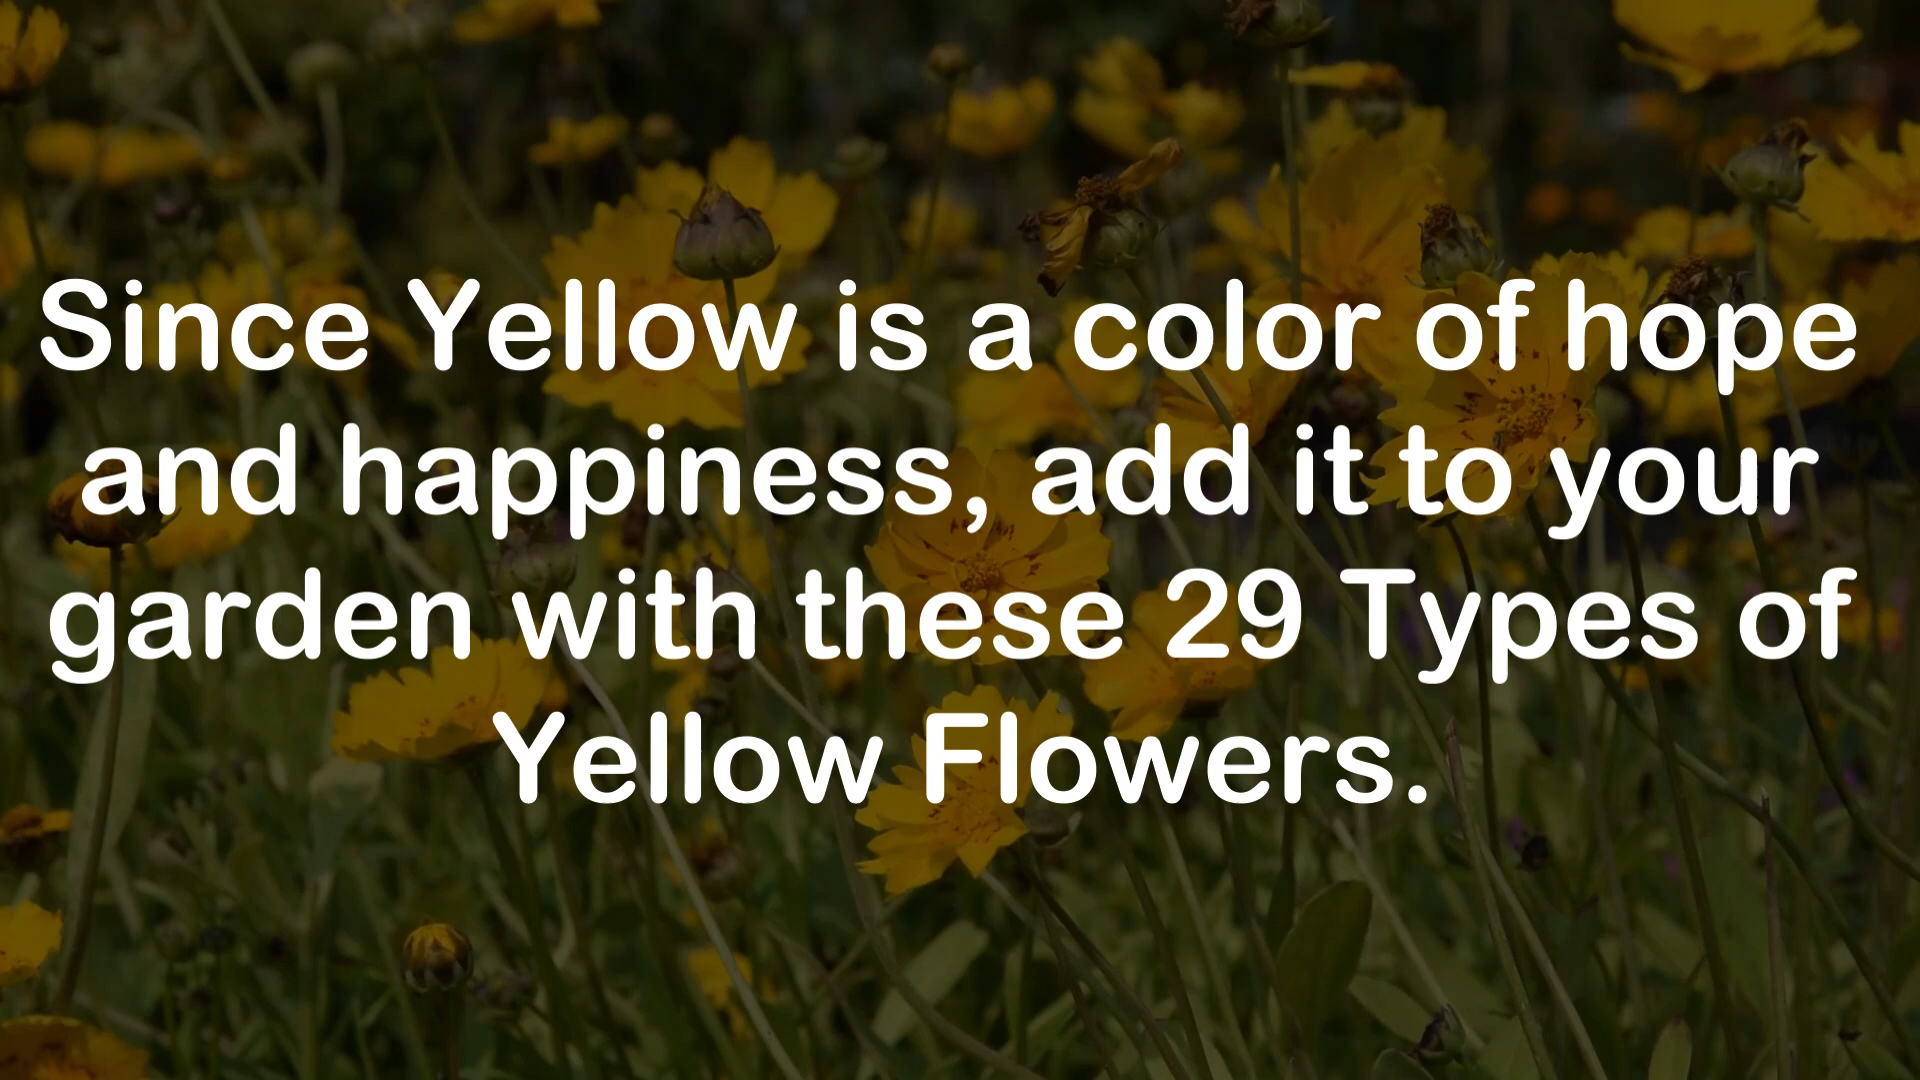 Since Yellow is a color of hope
and happiness, add it to your
garden with these 29 Types of
Yellow Flowers.